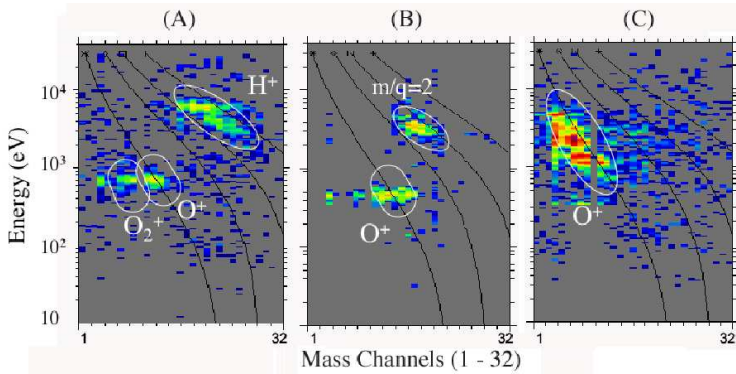 (A) (B) (C)
Energy (eV)
10⁴
10³
10²
10
H⁺
O₂⁺
O⁺
m/q=2
O⁺
O⁺
1 32 1 32 1 32
Mass Channels (1 - 32)